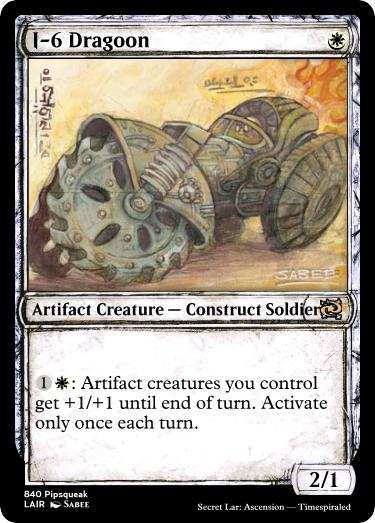 I-6 Dragoon
SABEE
Artifact Creature — Construct Soldier
1 : Artifact creatures you control
get +1/+1 until end of turn. Activate
only once each turn.
2/1
840 Pipsqueak
LAIR Sabee
Secret Lar: Ascension — Timespiraled